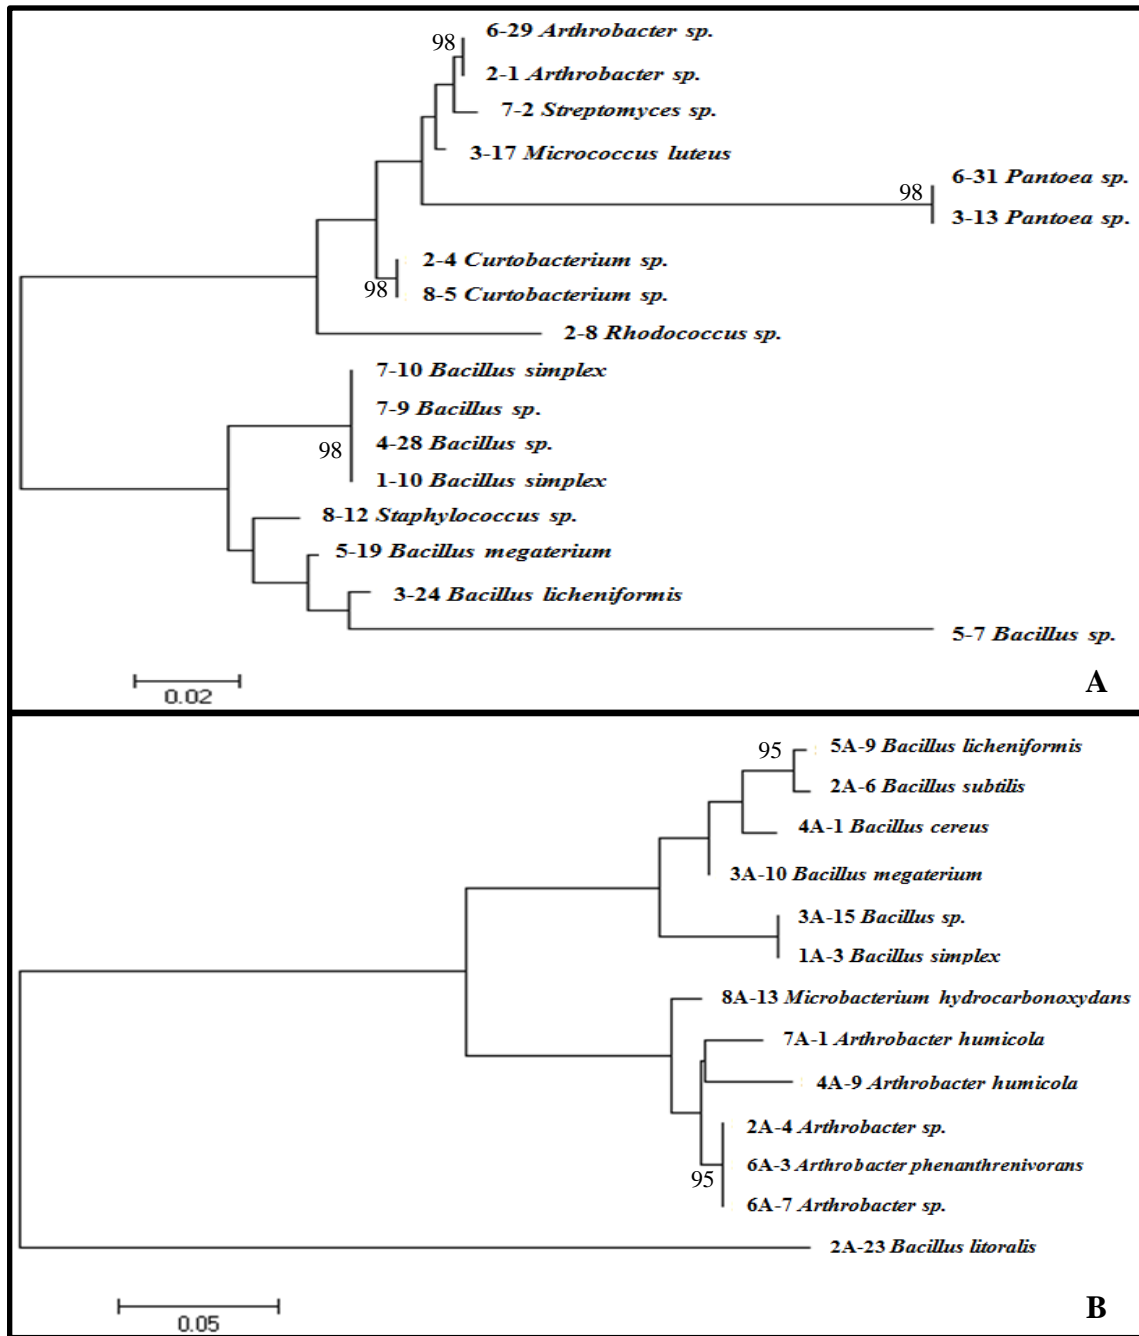 6-29 Arthrobacter sp.
98
2-1 Arthrobacter sp.
7-2 Streptomyces sp.
3-17 Micrococcus luteus
6-31 Pantoea sp.
98
3-13 Pantoea sp.
2-4 Curtobacterium sp.
98
8-5 Curtobacterium sp.
2-8 Rhodococcus sp.
7-10 Bacillus simplex
7-9 Bacillus sp.
98
4-28 Bacillus sp.
1-10 Bacillus simplex
8-12 Staphylococcus sp.
5-19 Bacillus megaterium
3-24 Bacillus licheniformis
5-7 Bacillus sp.
0.02
A
95
5A-9 Bacillus licheniformis
2A-6 Bacillus subtilis
4A-1 Bacillus cereus
3A-10 Bacillus megaterium
3A-15 Bacillus sp.
1A-3 Bacillus simplex
8A-13 Microbacterium hydrocarbonoxydans
7A-1 Arthrobacter humicola
4A-9 Arthrobacter humicola
2A-4 Arthrobacter sp.
6A-3 Arthrobacter phenanthrenivorans
95
6A-7 Arthrobacter sp.
2A-23 Bacillus litoralis
0.05
B